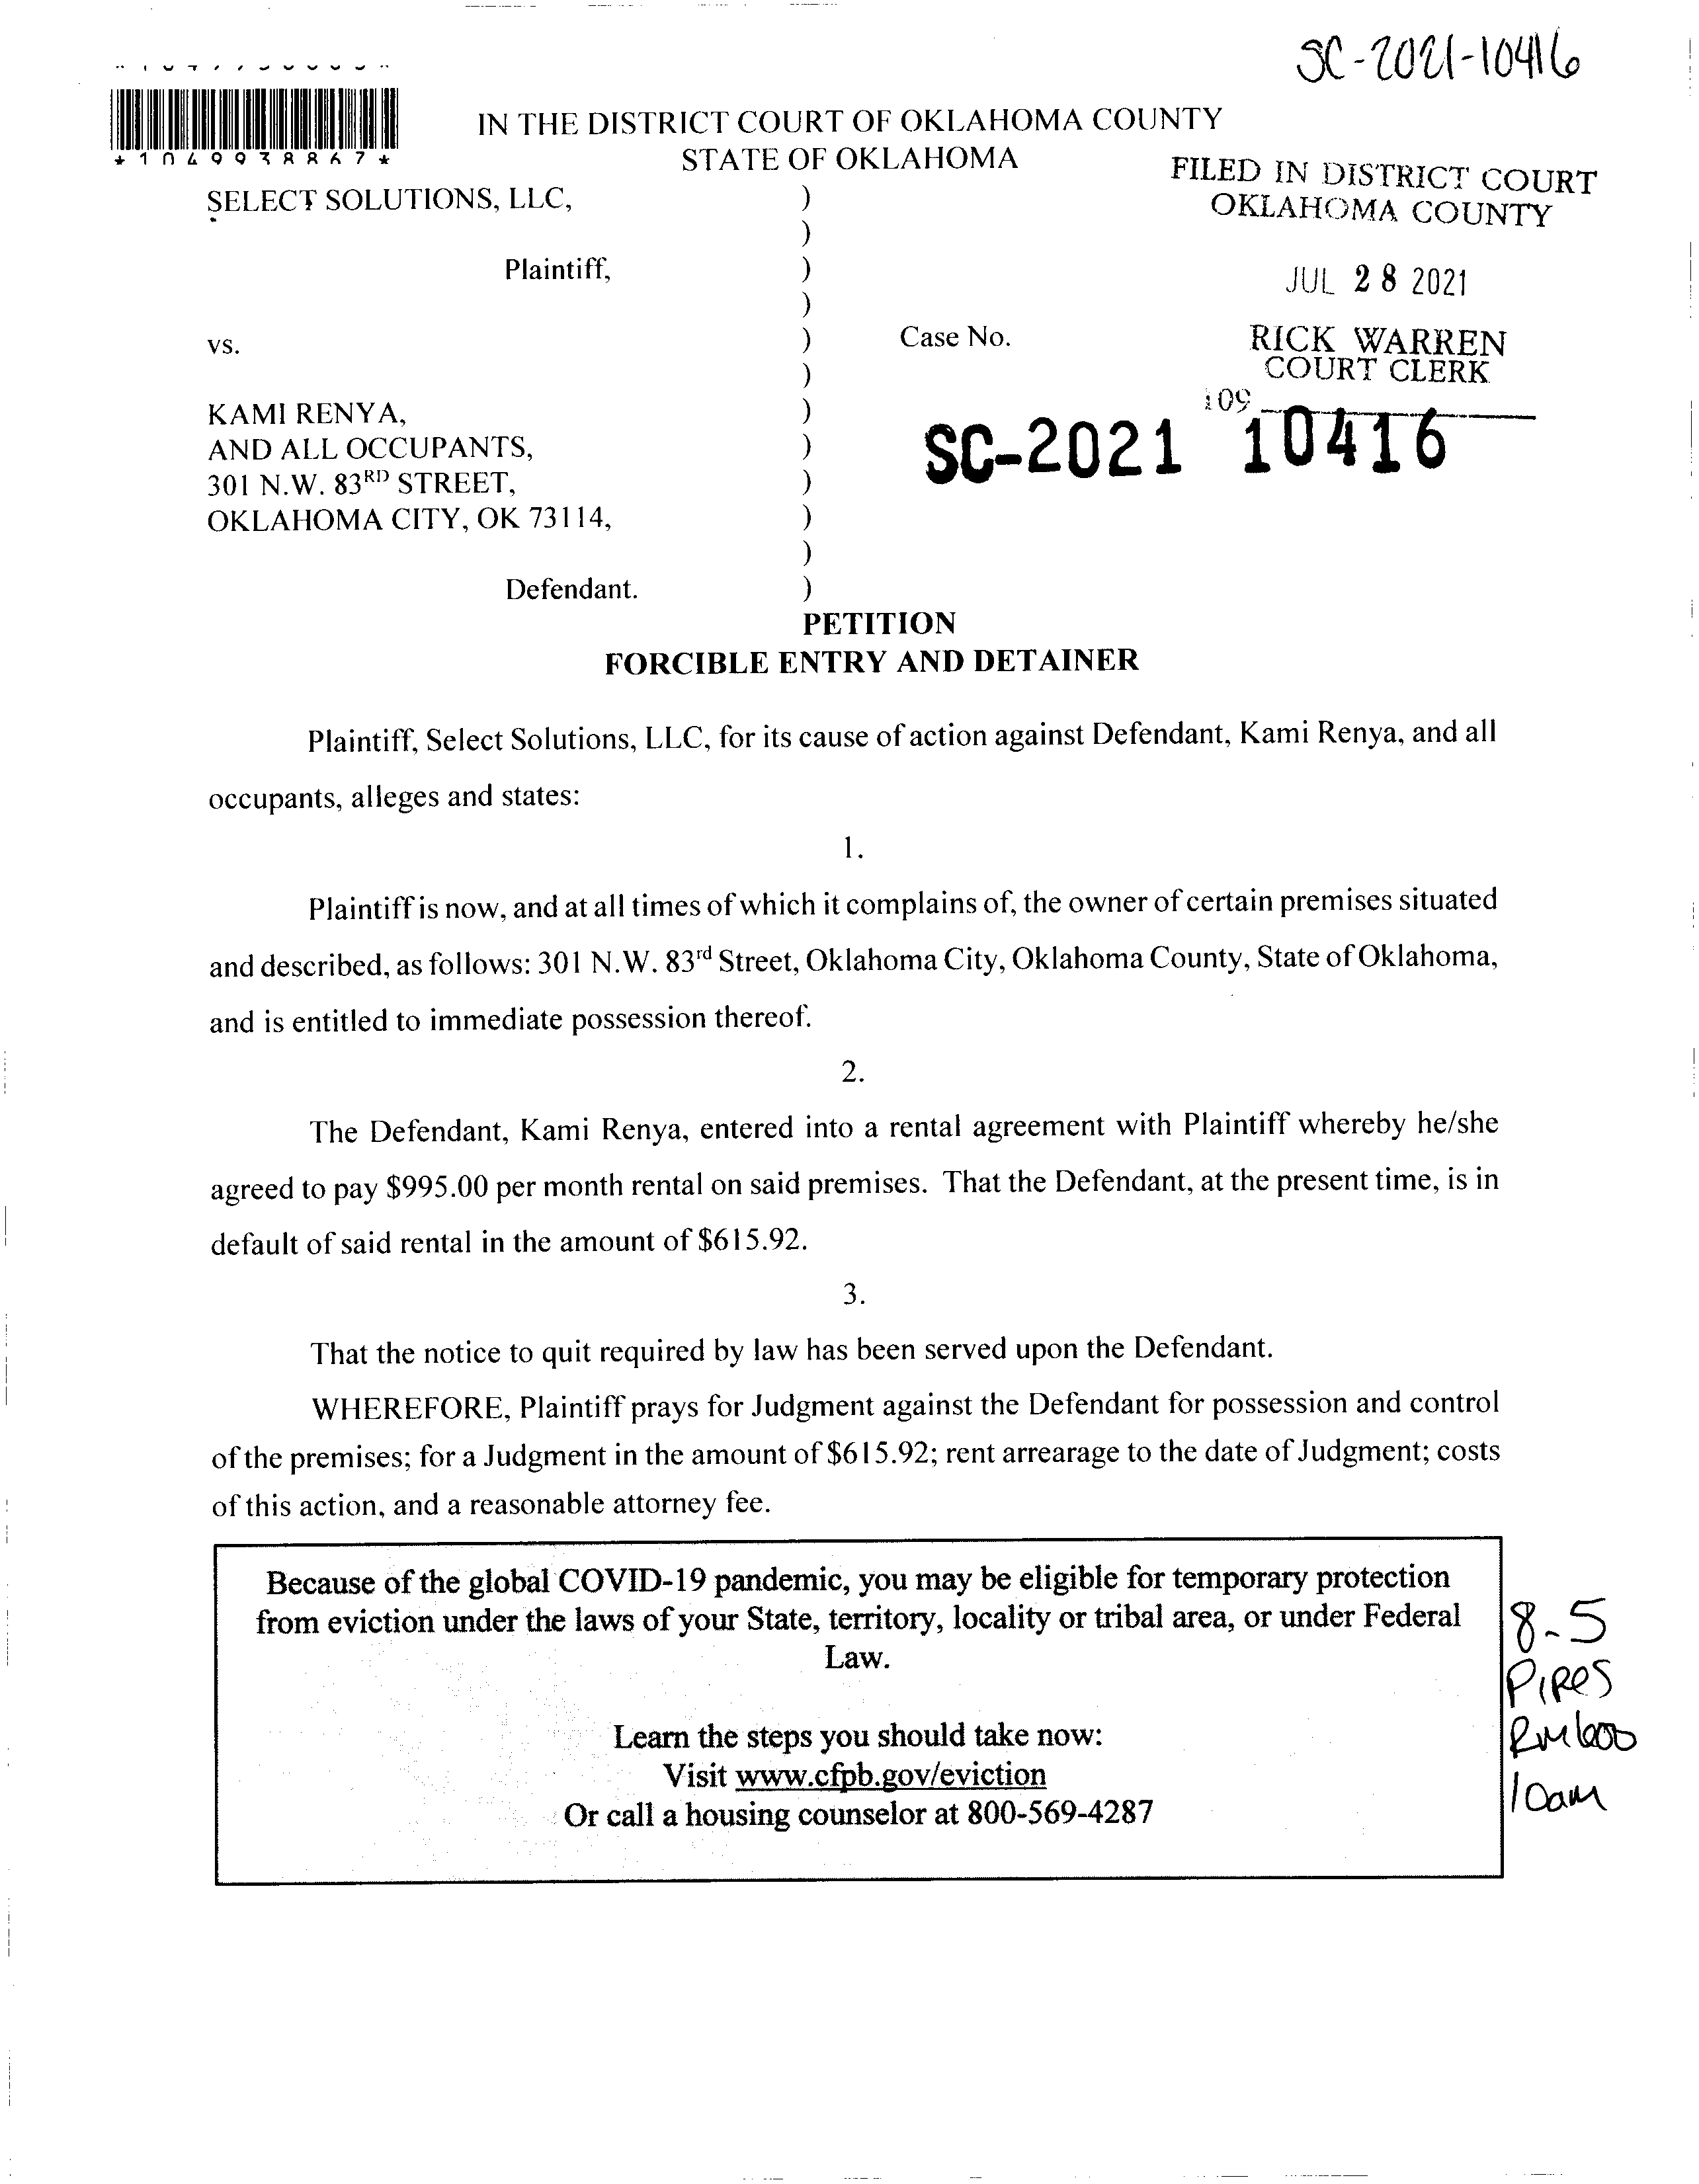 SC-2021-10416
*1049938867*
IN THE DISTRICT COURT OF OKLAHOMA COUNTY
STATE OF OKLAHOMA
FILED IN DISTRICT COURT
OKLAHOMA COUNTY
JUL 28 2021
RICK WARREN
COURT CLERK
109
SELECT SOLUTIONS, LLC, )
)
Plaintiff, )
)
vs. ) Case No.
)
KAMI RENYA, )
AND ALL OCCUPANTS, ) SC-2021 10416
301 N.W. 83RD STREET, )
OKLAHOMA CITY, OK 73114, )
)
Defendant. )
PETITION
FORCIBLE ENTRY AND DETAINER
Plaintiff, Select Solutions, LLC, for its cause of action against Defendant, Kami Renya, and all
occupants, alleges and states:
1.
Plaintiff is now, and at all times of which it complains of, the owner of certain premises situated
and described, as follows: 301 N.W. 83rd Street, Oklahoma City, Oklahoma County, State of Oklahoma,
and is entitled to immediate possession thereof.
2.
The Defendant, Kami Renya, entered into a rental agreement with Plaintiff whereby he/she
agreed to pay $995.00 per month rental on said premises. That the Defendant, at the present time, is in
default of said rental in the amount of $615.92.
3.
That the notice to quit required by law has been served upon the Defendant.
WHEREFORE, Plaintiff prays for Judgment against the Defendant for possession and control
of the premises; for a Judgment in the amount of $615.92; rent arrearage to the date of Judgment; costs
of this action, and a reasonable attorney fee.
Because of the global COVID-19 pandemic, you may be eligible for temporary protection
from eviction under the laws of your State, territory, locality or tribal area, or under Federal
Law.
Learn the steps you should take now:
Visit www.cfpb.gov/eviction
Or call a housing counselor at 800-569-4287
8-5
PIRES
RM 600
10am